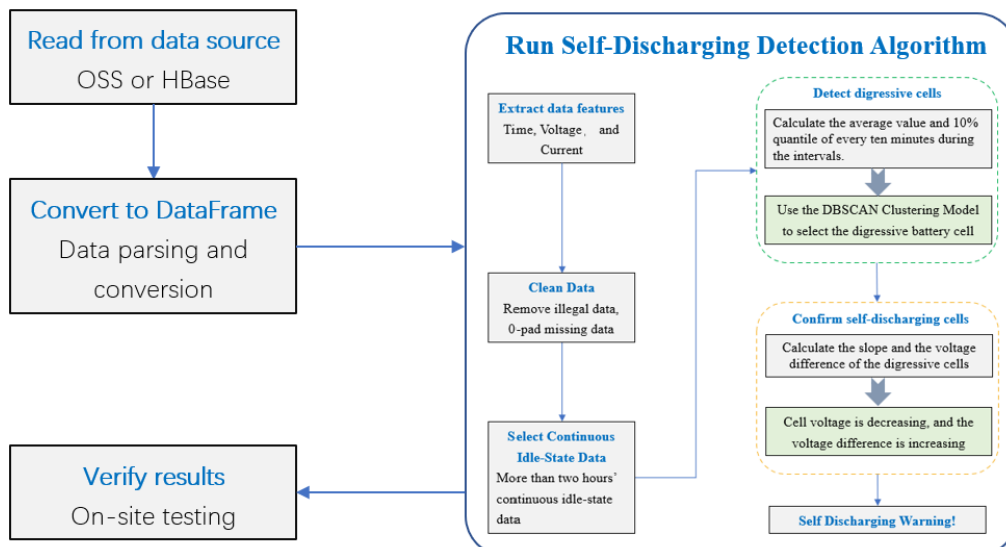 Read from data source
OSS or HBase
Convert to DataFrame
Data parsing and
conversion
Verify results
On-site testing
Run Self-Discharging Detection Algorithm
Extract data features
Time, Voltage, and
Current
Clean Data
Remove illegal data,
0-pad missing data
Select Continuous
Idle-State Data
More than two hours’
continuous idle-state
data
Detect digressive cells
Calculate the average value and 10%
quantile of every ten minutes during
the intervals.
Use the DBSCAN Clustering Model
to select the digressive battery cell
Confirm self-discharging cells
Calculate the slope and the voltage
difference of the digressive cells
Cell voltage is decreasing, and the
voltage difference is increasing
Self Discharging Warning!